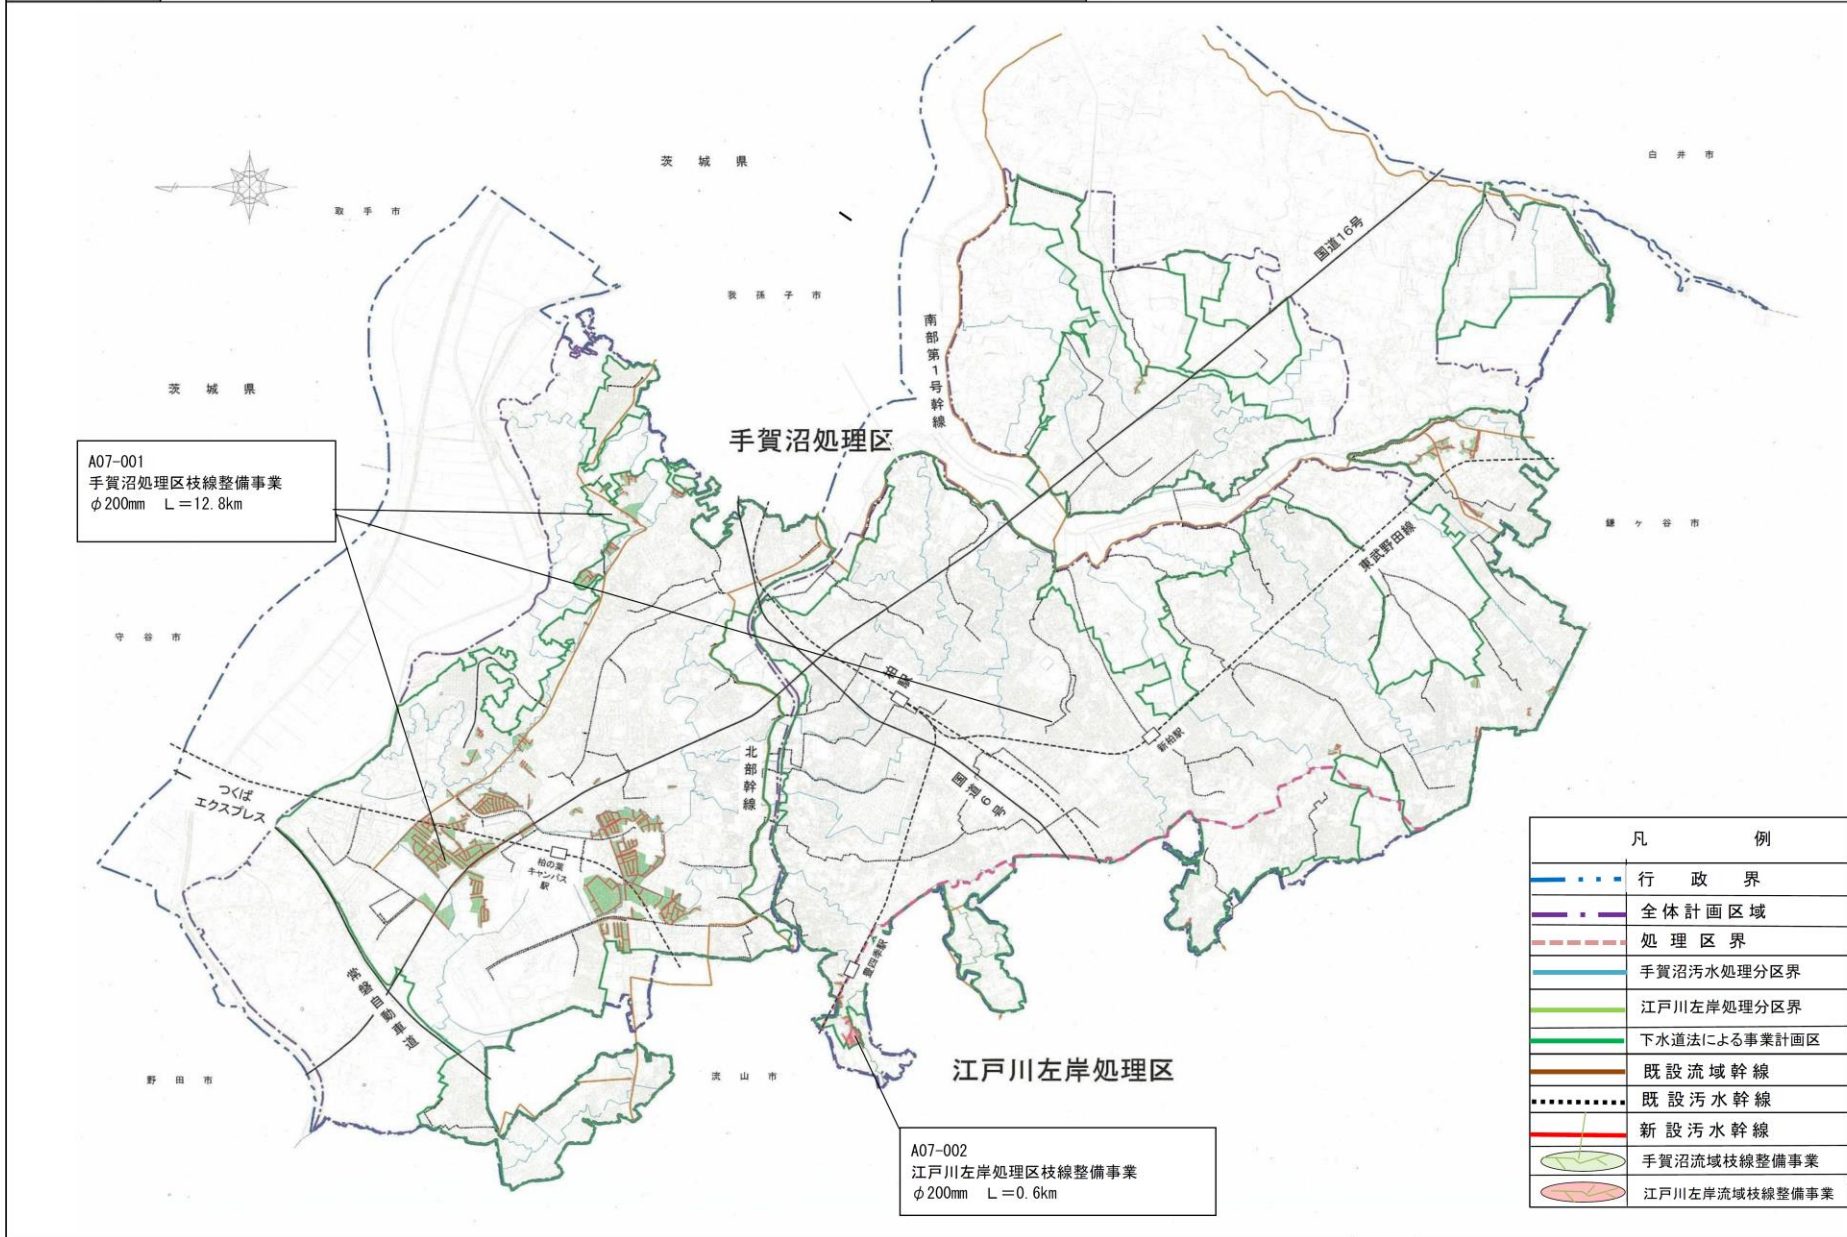 茨城県
白井市
取手市
国道16号
我孫子市
南部第1号幹線
茨城県
手賀沼処理区
A07-001
手賀沼処理区枝線整備事業
φ200mm L=12.8km
鎌ヶ谷市
東武野田線
守谷市
柏駅
新柏駅
北部幹線
国道6号
つくば
エクスプレス
柏の葉
キャンパス
駅
豊四季駅
常磐自動車道
野田市
流山市
江戸川左岸処理区
A07-002
江戸川左岸処理区枝線整備事業
φ200mm L=0.6km
凡例
行政界
全体計画区域
処理区界
手賀沼汚水処理分区界
江戸川左岸処理分区界
下水道法による事業計画区
既設流域幹線
既設汚水幹線
新設汚水幹線
手賀沼流域枝線整備事業
江戸川左岸流域枝線整備事業